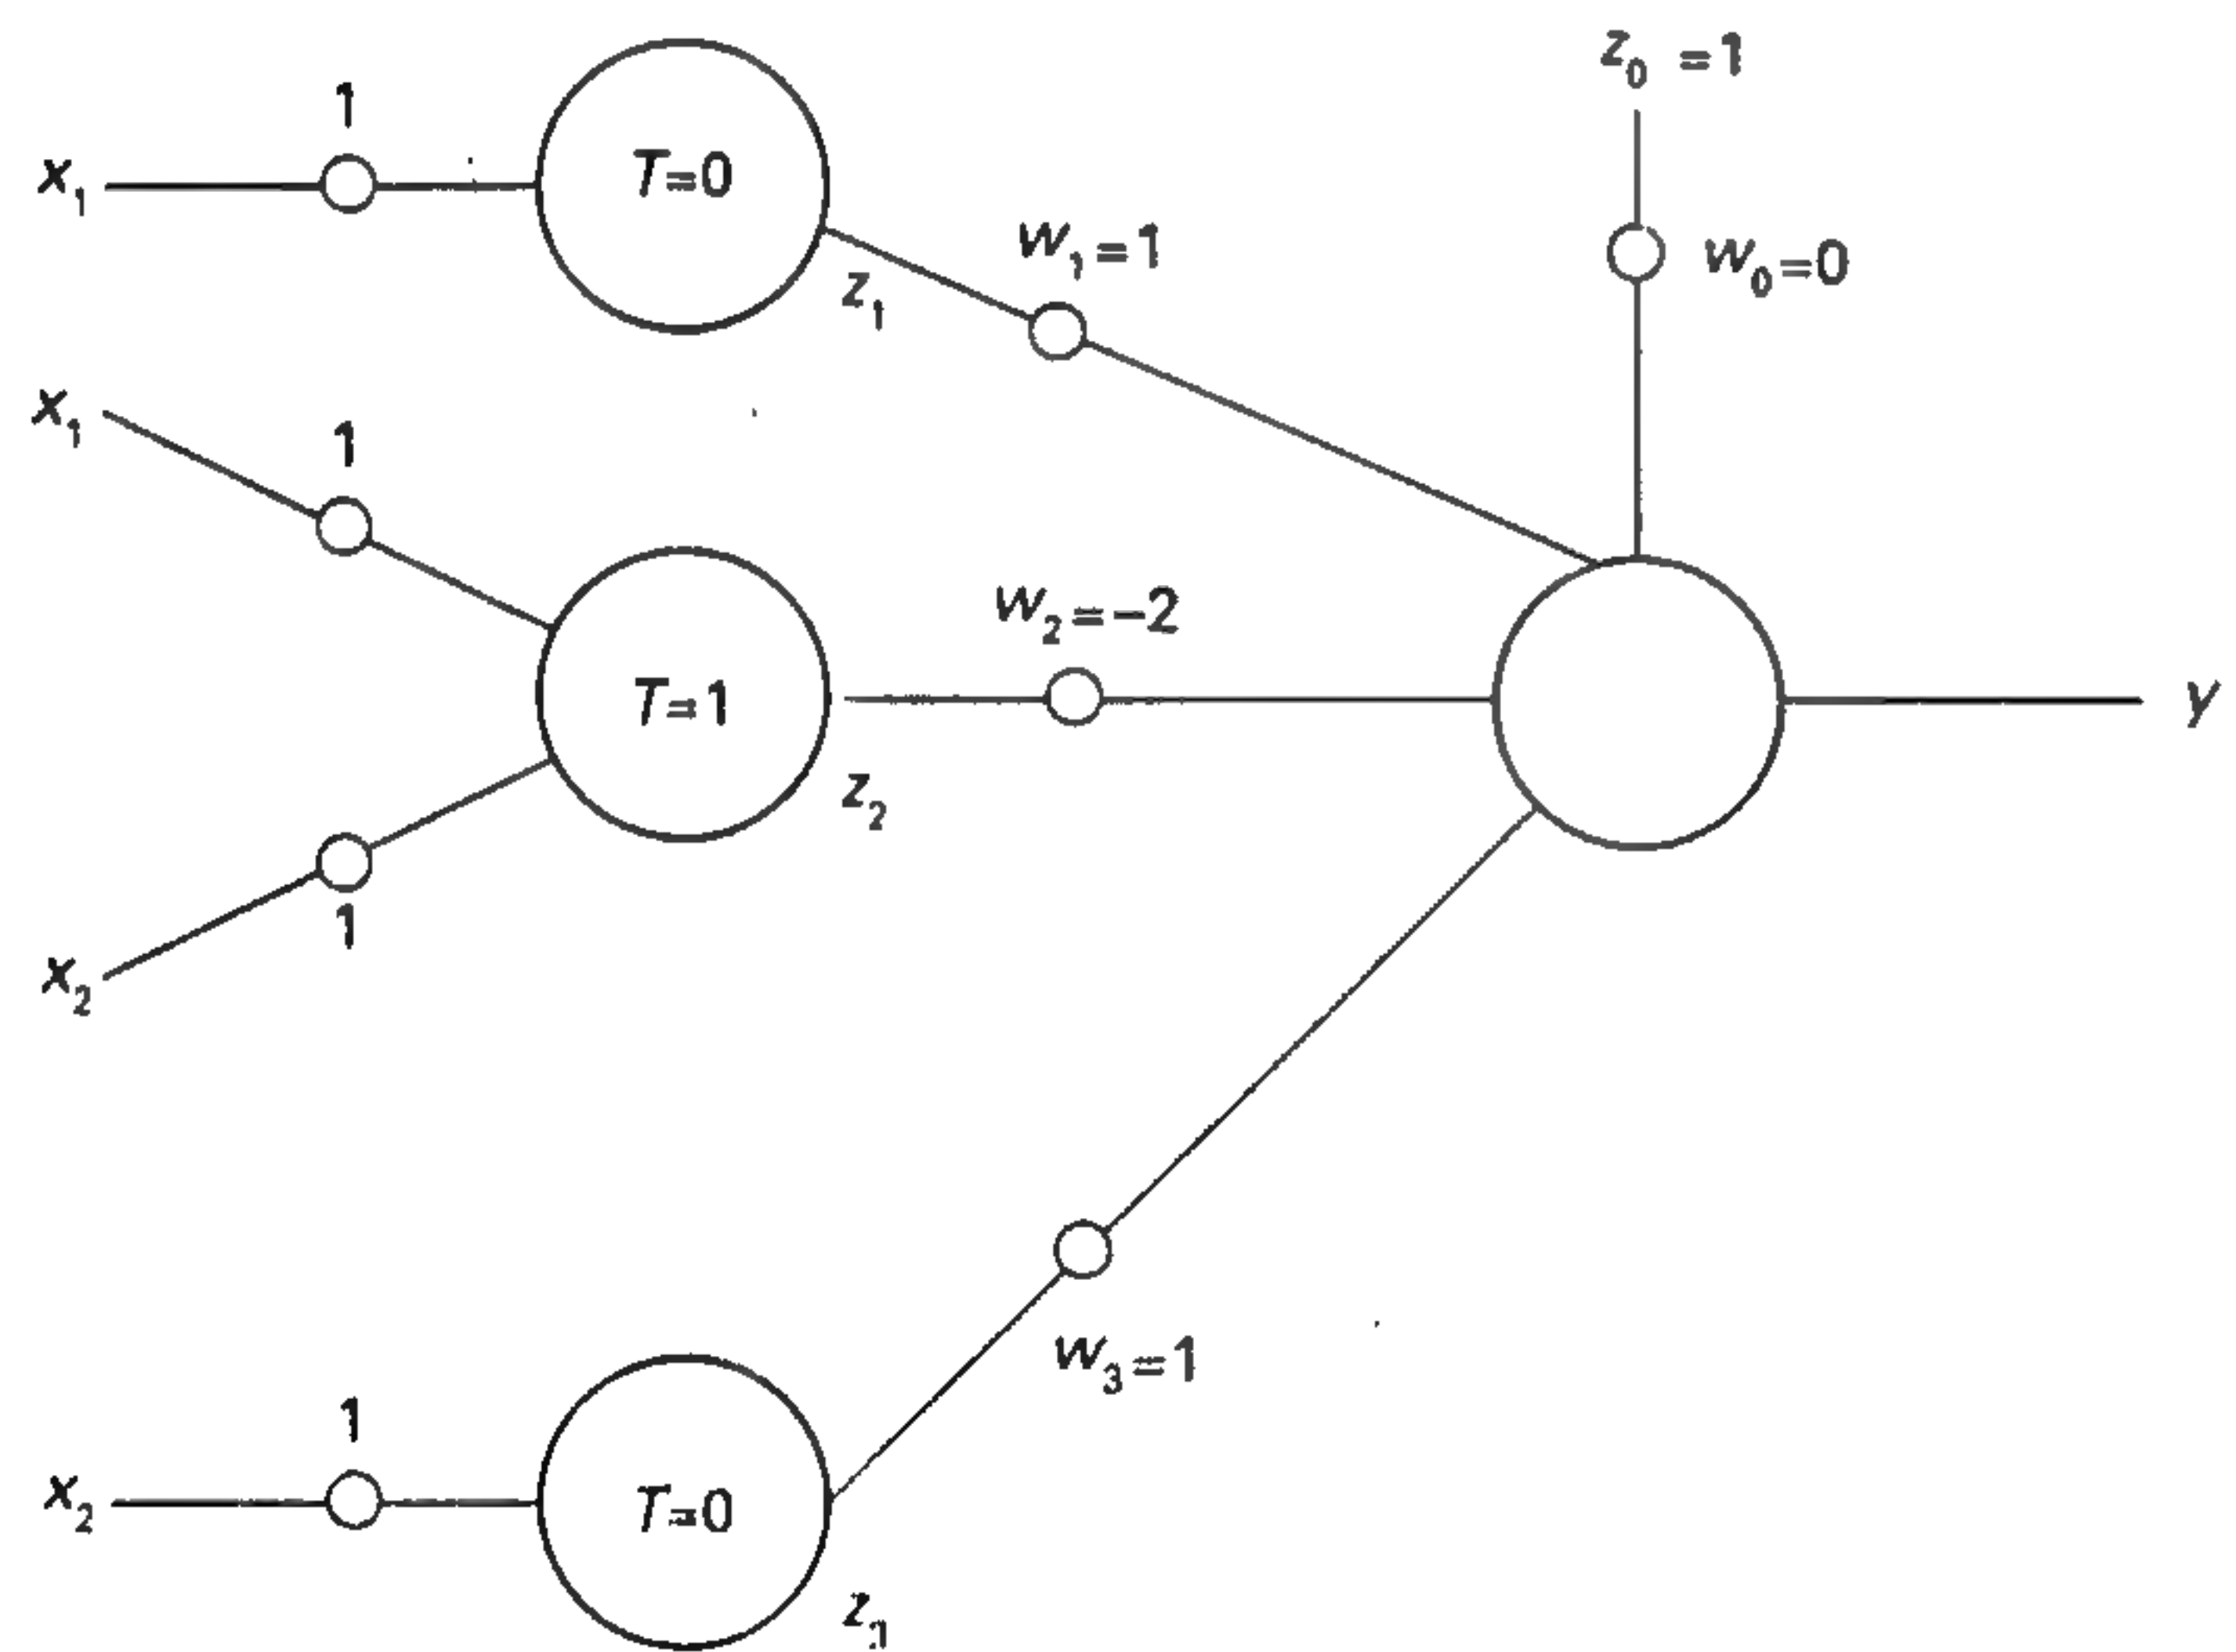 z₀ =1
1
x₁
T=0
w₁=1
w₀=0
z₁
x₁
1
w₂=–2
T=1
y
z₂
1
x₂
w₃=1
1
x₂
T=0